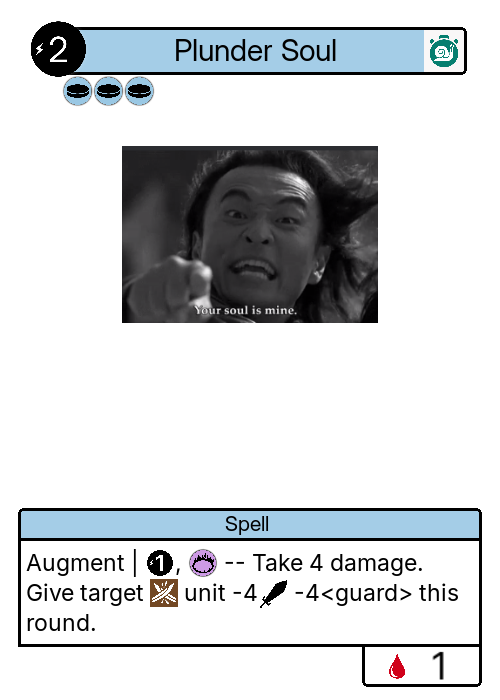 2 Plunder Soul
Your soul is mine.
Spell
Augment | 1, -- Take 4 damage.
Give target unit -4 -4<guard> this
round.
1